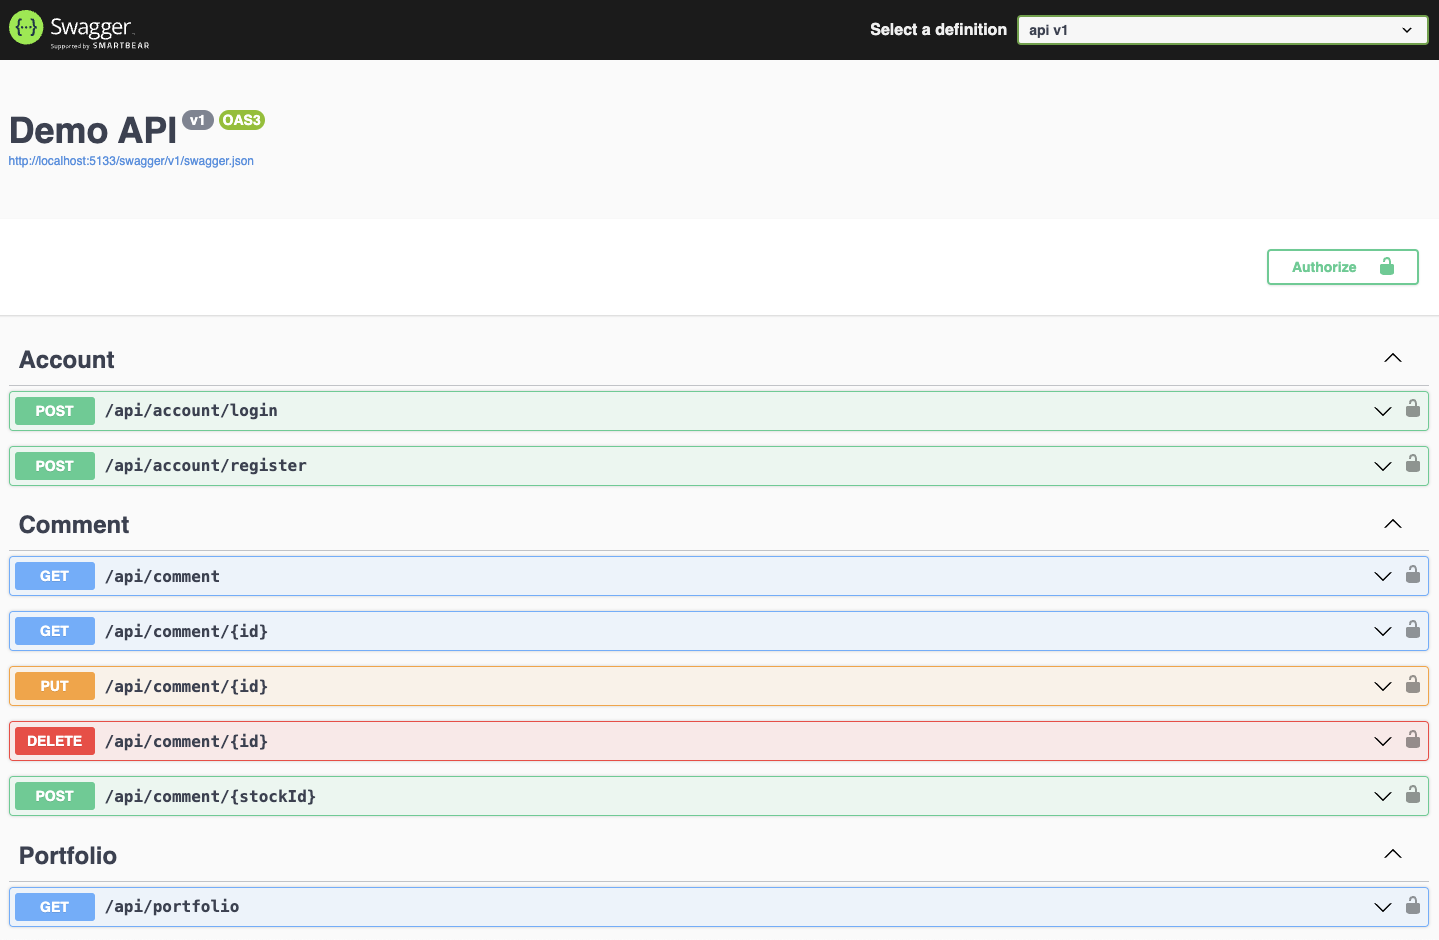 Swagger
Supported by SMARTBEAR
Select a definition
api v1
Demo API v1 OAS3
http://localhost:5133/swagger/v1/swagger.json
Authorize
Account
POST /api/account/login
POST /api/account/register
Comment
GET /api/comment
GET /api/comment/{id}
PUT /api/comment/{id}
DELETE /api/comment/{id}
POST /api/comment/{stockId}
Portfolio
GET /api/portfolio